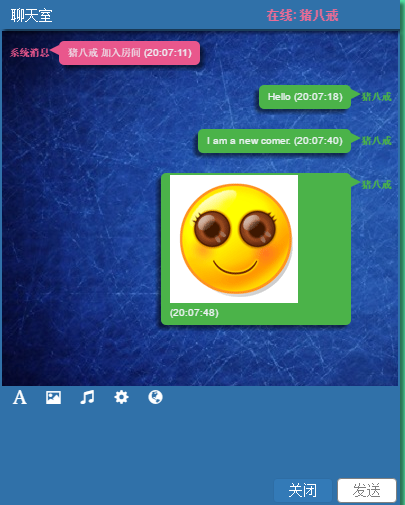 聊天室 在线: 猪八戒
系统消息 猪八戒 加入房间 (20:07:11)
Hello (20:07:18) 猪八戒
I am a new comer. (20:07:40) 猪八戒
猪八戒
(20:07:48)
A
关闭 发送